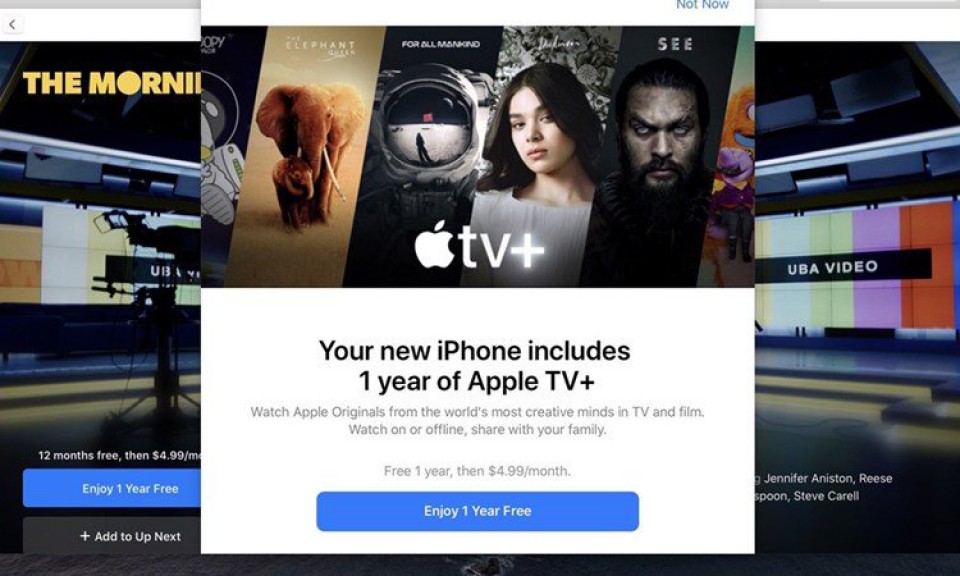 Not Now
THE MORNI
THE
ELEPHANT
QUEEN
FOR ALL MANKIND
Dickinson
SEE
tv+
UBA VIDEO
Your new iPhone includes
1 year of Apple TV+
Watch Apple Originals from the world's most creative minds in TV and film.
Watch on or offline, share with your family.
Free 1 year, then $4.99/month.
Enjoy 1 Year Free
12 months free, then $4.99/mo
Enjoy 1 Year Free
+ Add to Up Next
g Jennifer Aniston, Reese
spoon, Steve Carell